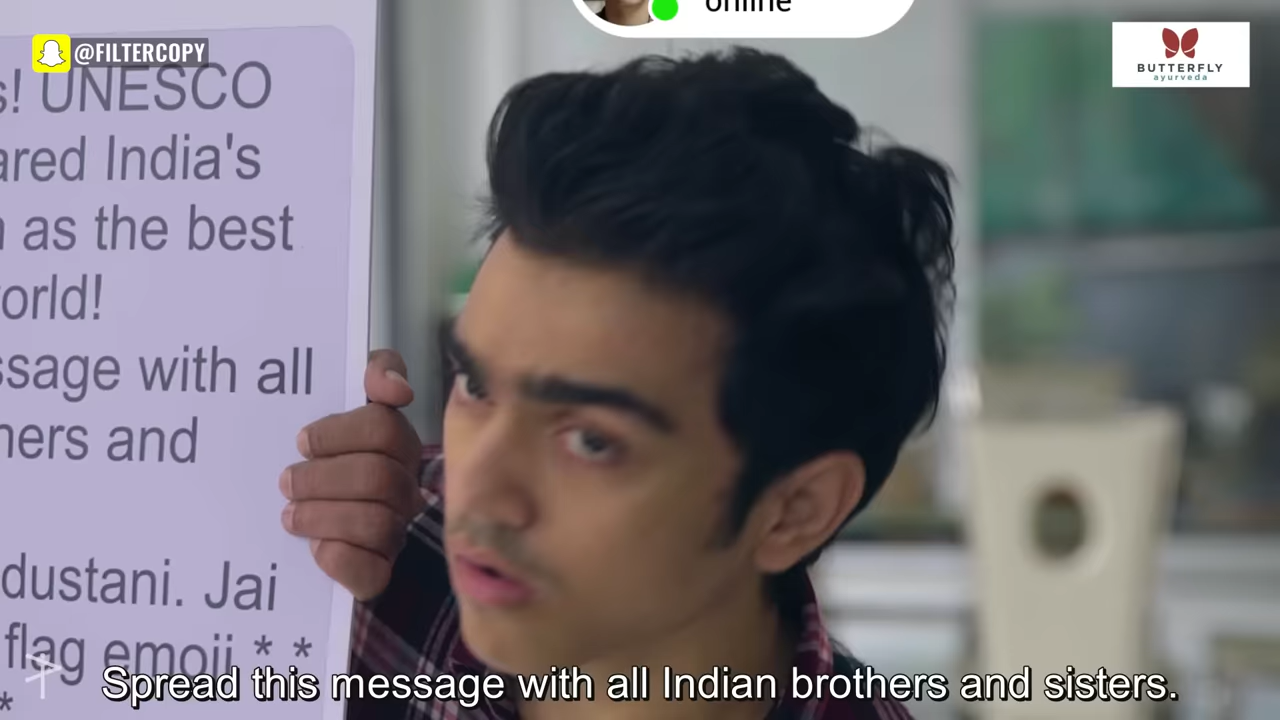 online
@FILTERCOPY
BUTTERFLY
ayurveda
s! UNESCO
ared India's
as the best
orld!
ssage with all
hers and
dustani. Jai
flag emoji * *
*
Spread this message with all Indian brothers and sisters.